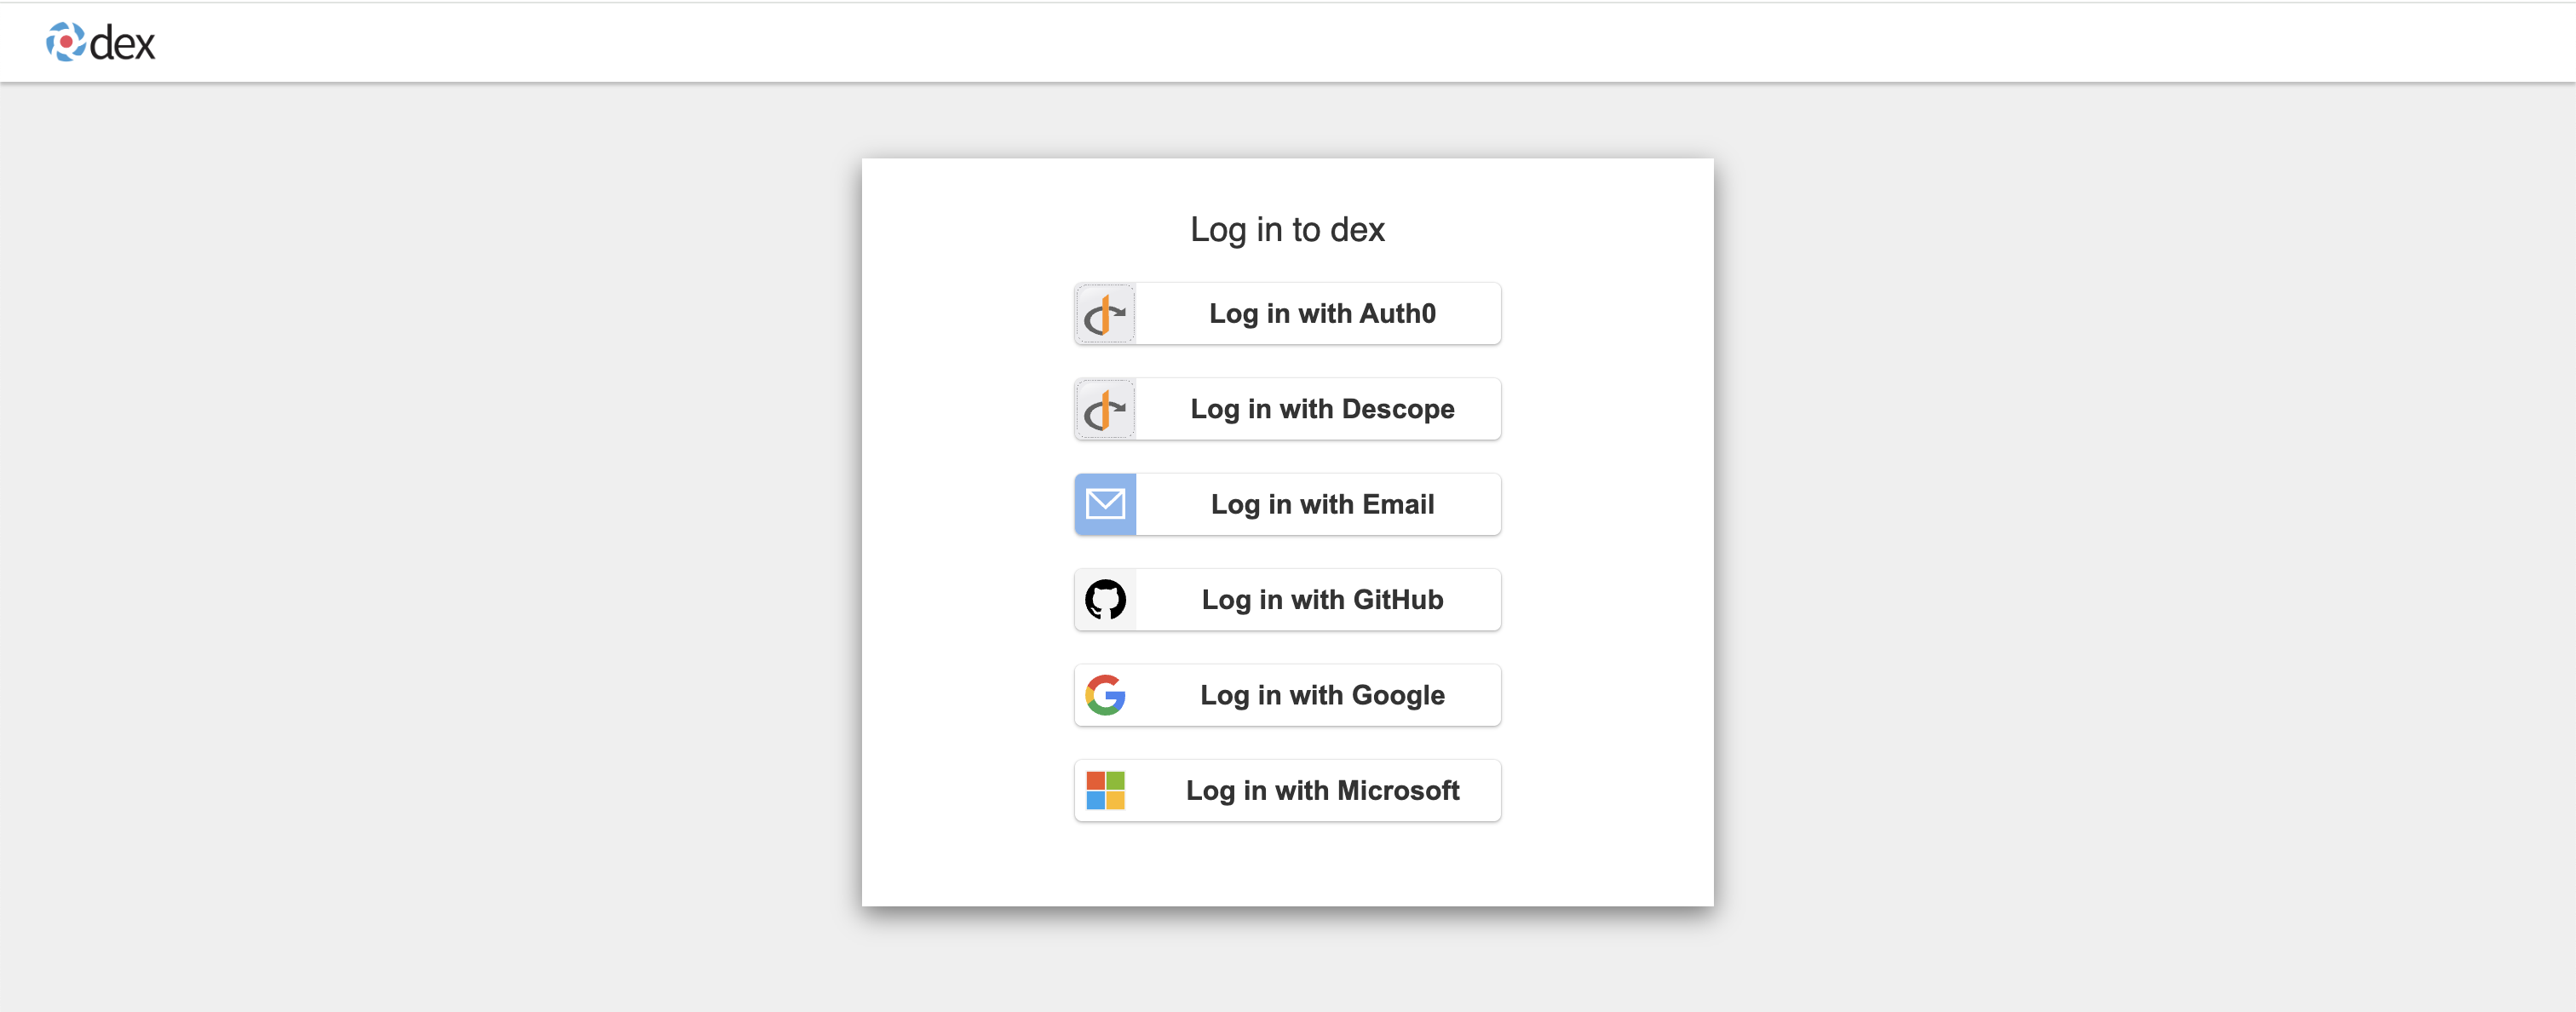 dex
Log in to dex
Log in with Auth0
Log in with Descope
Log in with Email
Log in with GitHub
Log in with Google
Log in with Microsoft